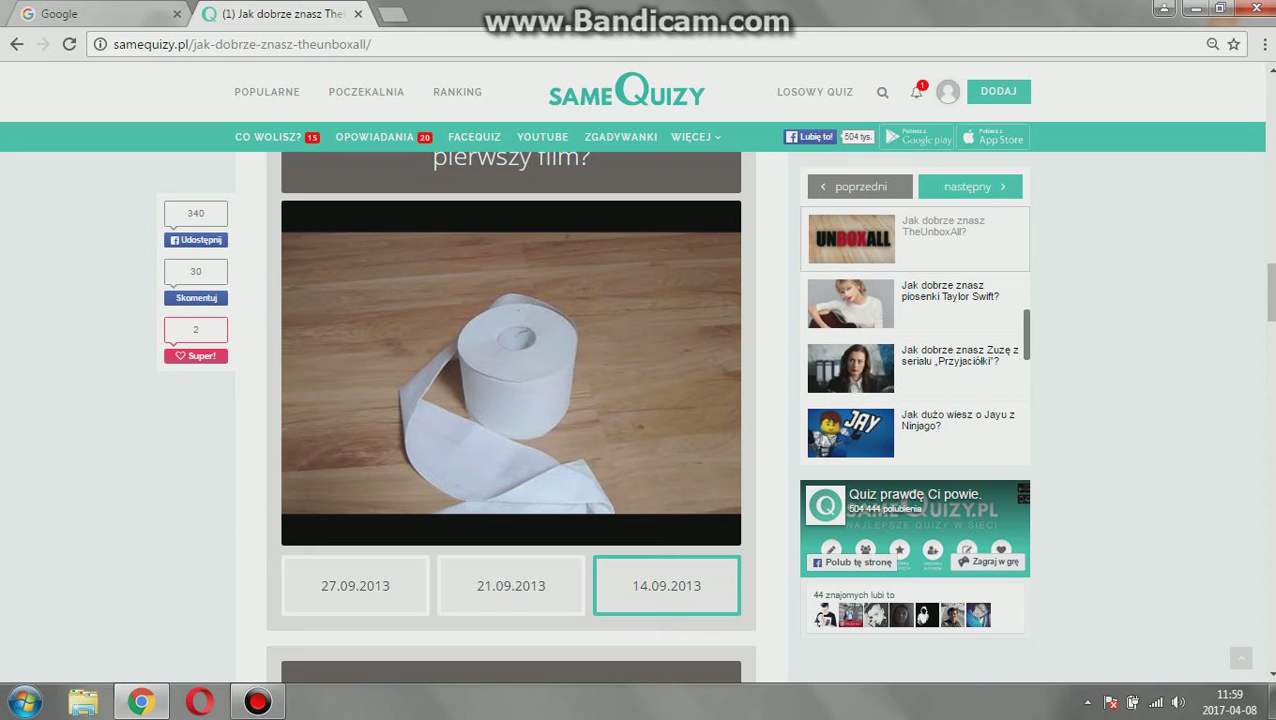 www.Bandicam.com
Google
(1) Jak dobrze znasz The
samequizy.pl/jak-dobrze-znasz-theunboxall/
POPULARNE
POCZEKALNIA
RANKING
SAMEQUIZY
LOSOWY QUIZ
1
DODAJ
CO WOLISZ? 15
OPOWIADANIA 20
FACEQUIZ
YOUTUBE
ZGADYWANKI
WIĘCEJ
Lubię to!
504 tys.
Pobierz z
Google play
Pobierz z
App Store
pierwszy film?
340
Udostępnij
30
Skomentuj
2
Super!
27.09.2013
21.09.2013
14.09.2013
poprzedni
następny
UNBOXALL
Jak dobrze znasz
TheUnboxAll?
Jak dobrze znasz
piosenki Taylor Swift?
Jak dobrze znasz Zuzę z
serialu „Przyjaciółki"?
JAY
Jak dużo wiesz o Jayu z
Ninjago?
Q
Quiz prawdę Ci powie.
504 444 polubienia
SAMEQUIZY.PL
NAJLEPSZE QUIZY W SIECI
Polub tę stronę
Zagraj w grę
44 znajomych lubi to
11:59
2017-04-08